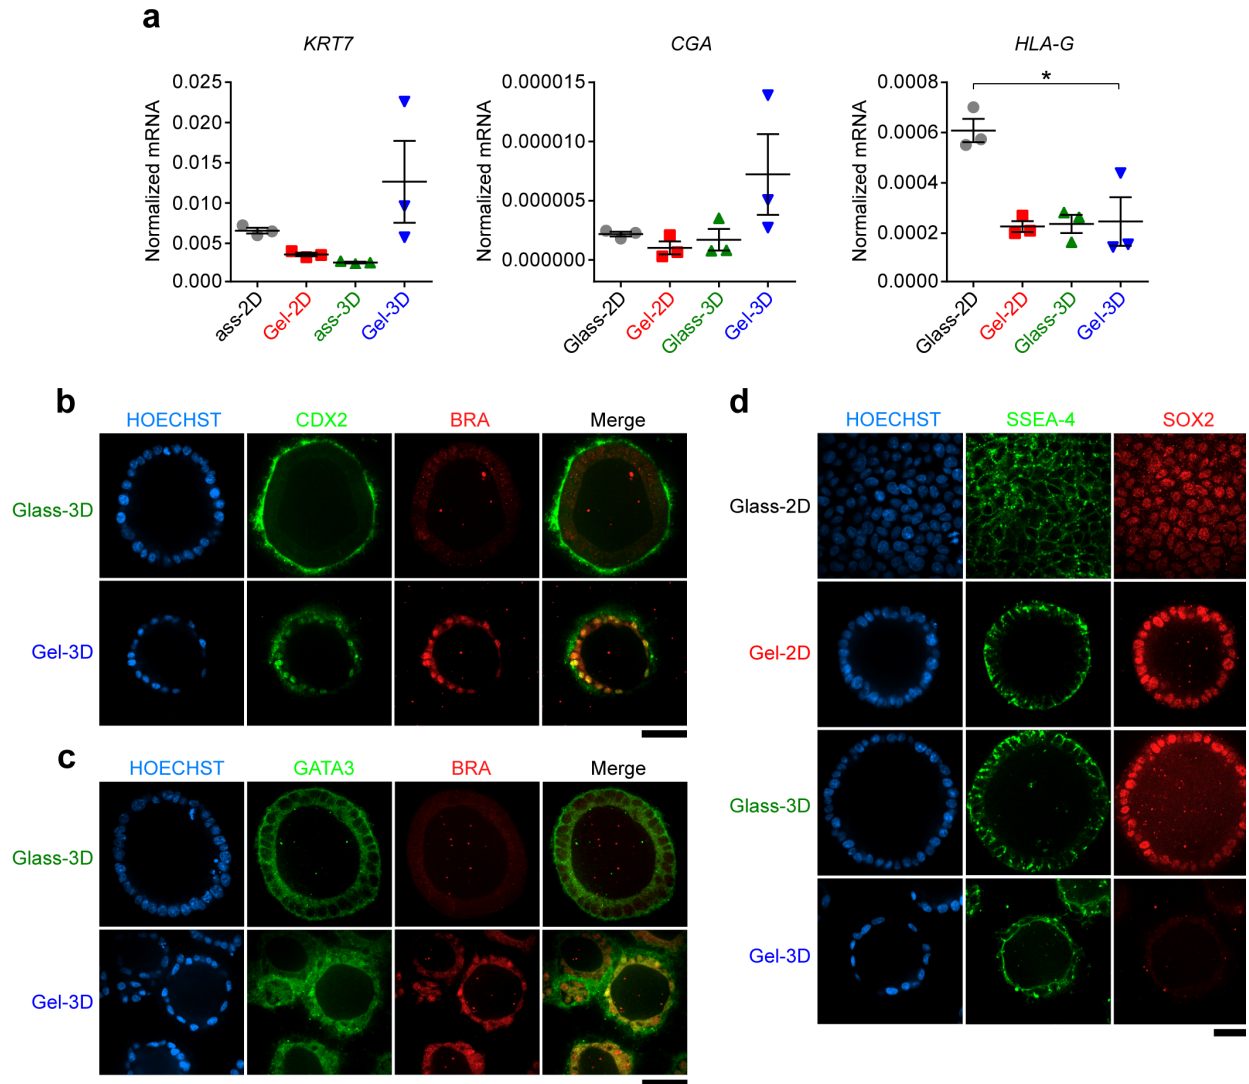 a
KRT7
CGA
HLA-G
Normalized mRNA
0.025
0.020
0.015
0.010
0.005
0.000
ass-2D
Gel-2D
ass-3D
Gel-3D
Normalized mRNA
0.000015
0.000010
0.000005
0.000000
Glass-2D
Gel-2D
Glass-3D
Gel-3D
Normalized mRNA
0.0008
0.0006
0.0004
0.0002
0.0000
*
Glass-2D
Gel-2D
Glass-3D
Gel-3D
b
HOECHST CDX2 BRA Merge
Glass-3D
Gel-3D
c
HOECHST GATA3 BRA Merge
Glass-3D
Gel-3D
d
HOECHST SSEA-4 SOX2
Glass-2D
Gel-2D
Glass-3D
Gel-3D